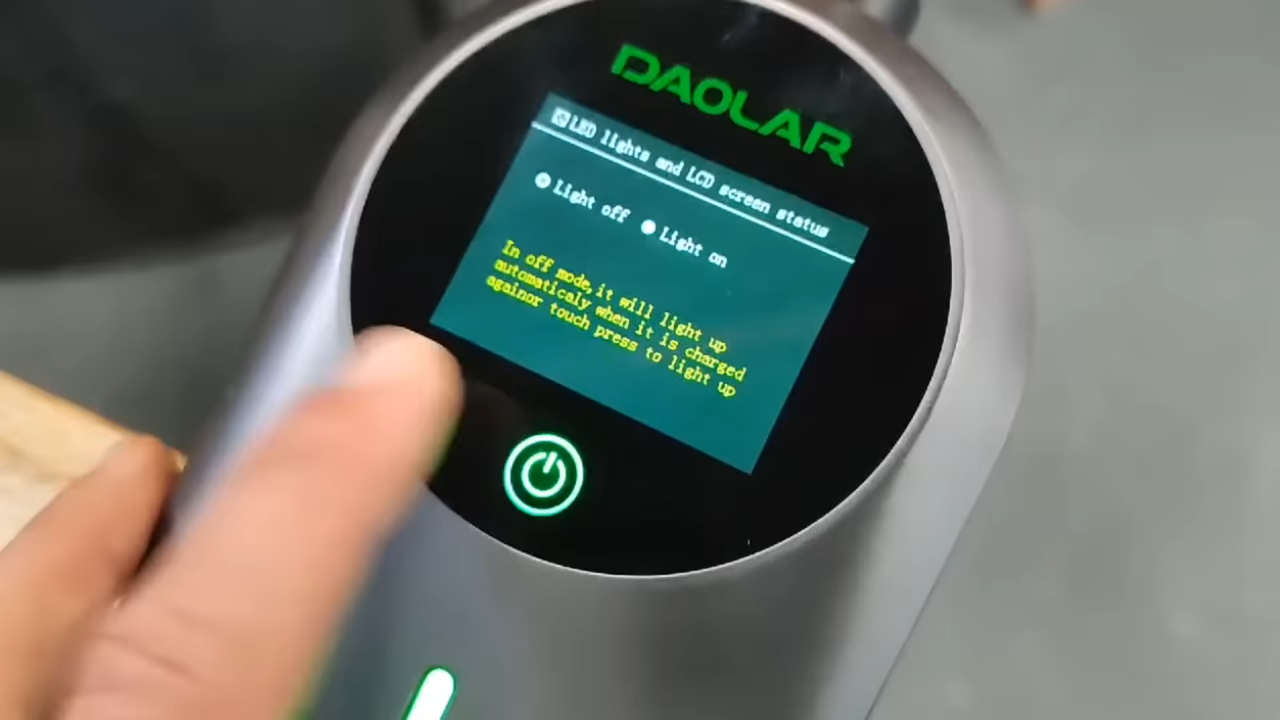 DAOLAR
LED lights and LCD screen status
Light off Light on
In off mode,it will light up
automaticaly when it is charged
againor touch press to light up